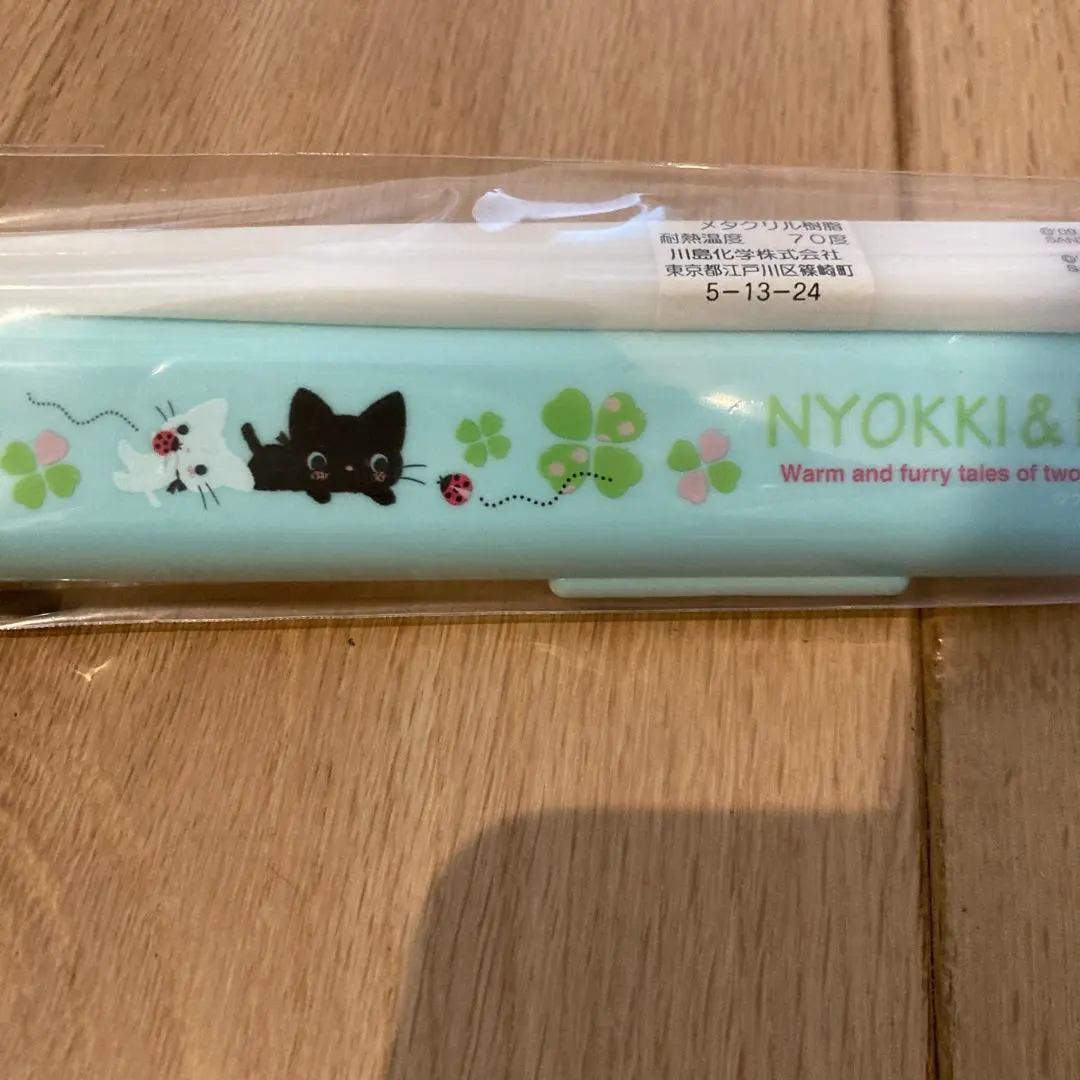 メタクリル樹脂
耐熱温度 70度
川島化学株式会社
東京都江戸川区篠崎町
5-13-24
©'09
SAN
NYOKKI &
Warm and furry tales of two